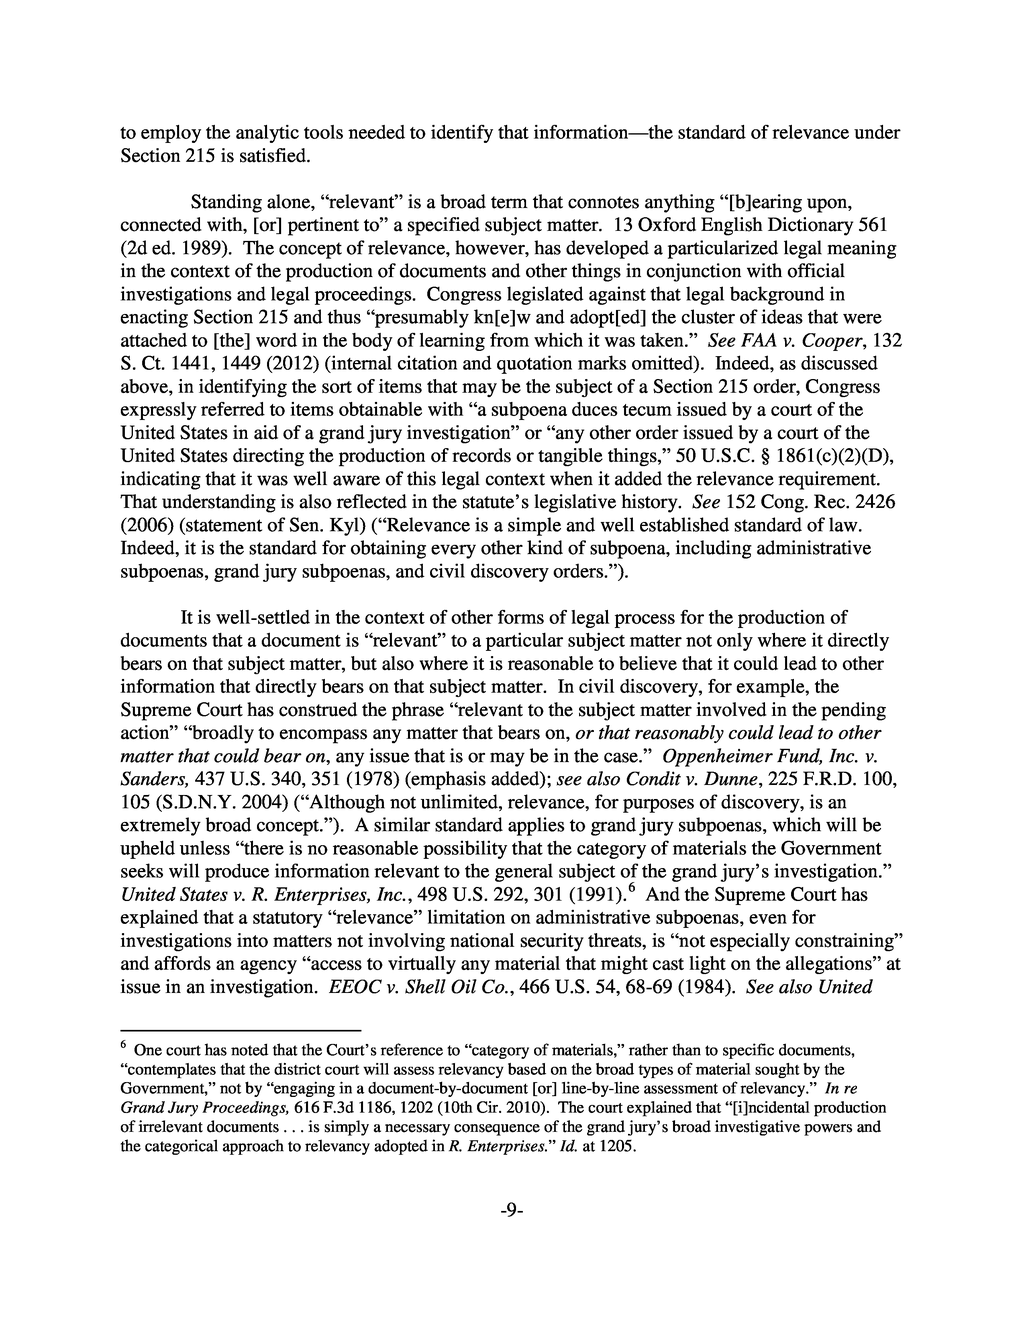 to employ the analytic tools needed to identify that information—the standard of relevance under
Section 215 is satisfied.
Standing alone, “relevant” is a broad term that connotes anything “[b]earing upon,
connected with, [or] pertinent to” a specified subject matter.  13 Oxford English Dictionary 561
(2d ed. 1989).  The concept of relevance, however, has developed a particularized legal meaning
in the context of the production of documents and other things in conjunction with official
investigations and legal proceedings.  Congress legislated against that legal background in
enacting Section 215 and thus “presumably kn[e]w and adopt[ed] the cluster of ideas that were
attached to [the] word in the body of learning from which it was taken.”  See FAA v. Cooper, 132
S. Ct. 1441, 1449 (2012) (internal citation and quotation marks omitted).  Indeed, as discussed
above, in identifying the sort of items that may be the subject of a Section 215 order, Congress
expressly referred to items obtainable with “a subpoena duces tecum issued by a court of the
United States in aid of a grand jury investigation” or “any other order issued by a court of the
United States directing the production of records or tangible things,” 50 U.S.C. § 1861(c)(2)(D),
indicating that it was well aware of this legal context when it added the relevance requirement.
That understanding is also reflected in the statute’s legislative history.  See 152 Cong. Rec. 2426
(2006) (statement of Sen. Kyl) (“Relevance is a simple and well established standard of law.
Indeed, it is the standard for obtaining every other kind of subpoena, including administrative
subpoenas, grand jury subpoenas, and civil discovery orders.”).
It is well-settled in the context of other forms of legal process for the production of
documents that a document is “relevant” to a particular subject matter not only where it directly
bears on that subject matter, but also where it is reasonable to believe that it could lead to other
information that directly bears on that subject matter.  In civil discovery, for example, the
Supreme Court has construed the phrase “relevant to the subject matter involved in the pending
action” “broadly to encompass any matter that bears on, or that reasonably could lead to other
matter that could bear on, any issue that is or may be in the case.”  Oppenheimer Fund, Inc. v.
Sanders, 437 U.S. 340, 351 (1978) (emphasis added); see also Condit v. Dunne, 225 F.R.D. 100,
105 (S.D.N.Y. 2004) (“Although not unlimited, relevance, for purposes of discovery, is an
extremely broad concept.”).  A similar standard applies to grand jury subpoenas, which will be
upheld unless “there is no reasonable possibility that the category of materials the Government
seeks will produce information relevant to the general subject of the grand jury’s investigation.”
United States v. R. Enterprises, Inc., 498 U.S. 292, 301 (1991).6  And the Supreme Court has
explained that a statutory “relevance” limitation on administrative subpoenas, even for
investigations into matters not involving national security threats, is “not especially constraining”
and affords an agency “access to virtually any material that might cast light on the allegations” at
issue in an investigation.  EEOC v. Shell Oil Co., 466 U.S. 54, 68-69 (1984).  See also United
6 One court has noted that the Court’s reference to “category of materials,” rather than to specific documents,
“contemplates that the district court will assess relevancy based on the broad types of material sought by the
Government,” not by “engaging in a document-by-document [or] line-by-line assessment of relevancy.”  In re
Grand Jury Proceedings, 616 F.3d 1186, 1202 (10th Cir. 2010).  The court explained that “[i]ncidental production
of irrelevant documents . . . is simply a necessary consequence of the grand jury’s broad investigative powers and
the categorical approach to relevancy adopted in R. Enterprises.” Id. at 1205.
-9-